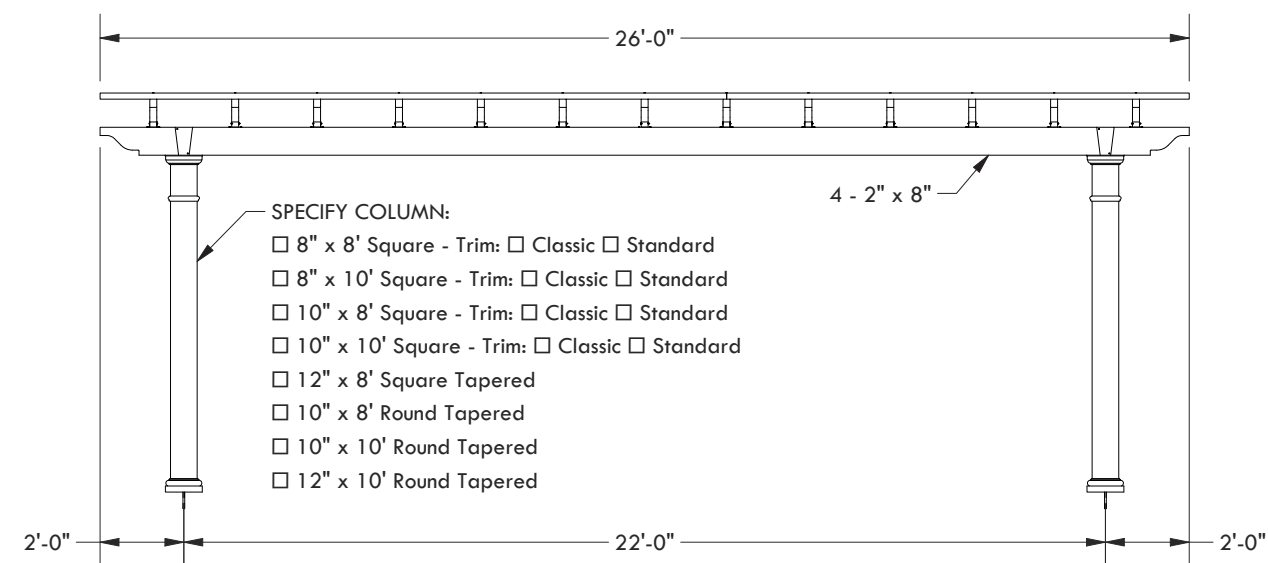 26'-0"
4 - 2" x 8"
SPECIFY COLUMN:
☐ 8" x 8' Square - Trim: ☐ Classic ☐ Standard
☐ 8" x 10' Square - Trim: ☐ Classic ☐ Standard
☐ 10" x 8' Square - Trim: ☐ Classic ☐ Standard
☐ 10" x 10' Square - Trim: ☐ Classic ☐ Standard
☐ 12" x 8' Square Tapered
☐ 10" x 8' Round Tapered
☐ 10" x 10' Round Tapered
☐ 12" x 10' Round Tapered
2'-0" 22'-0" 2'-0"